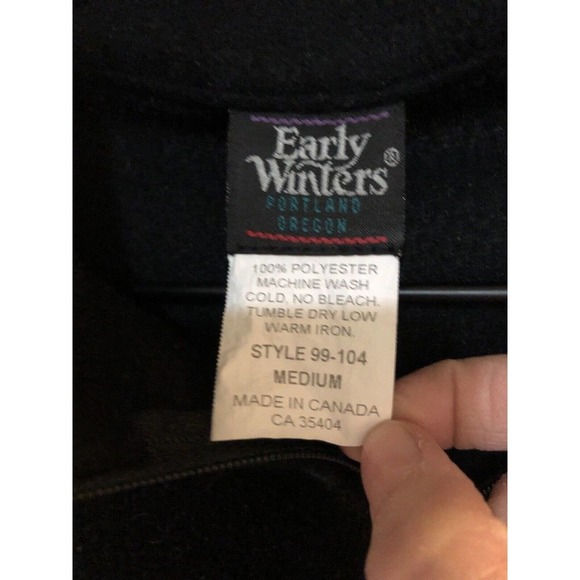 Early
Winters®
PORTLAND
OREGON
100% POLYESTER
MACHINE WASH
COLD. NO BLEACH.
TUMBLE DRY LOW
WARM IRON.
STYLE 99-104
MEDIUM
MADE IN CANADA
CA 35404